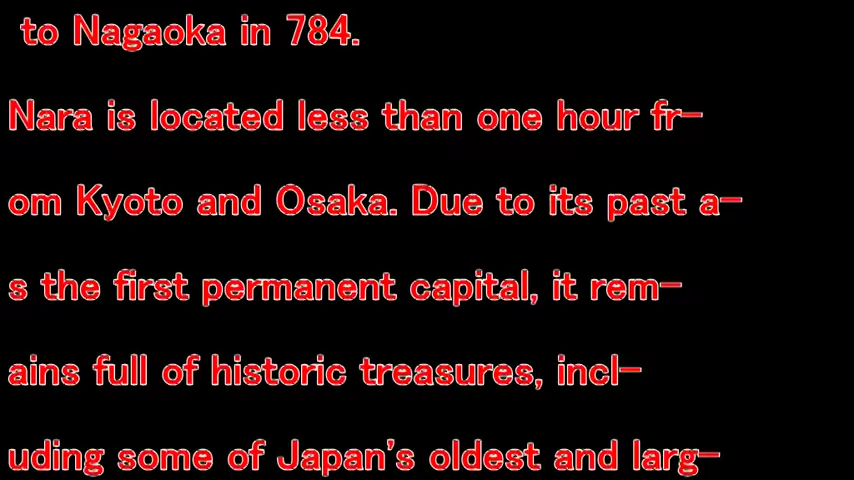 to Nagaoka in 784.
Nara is located less than one hour fr-
om Kyoto and Osaka. Due to its past a-
s the first permanent capital, it rem-
ains full of historic treasures, incl-
uding some of Japan's oldest and larg-